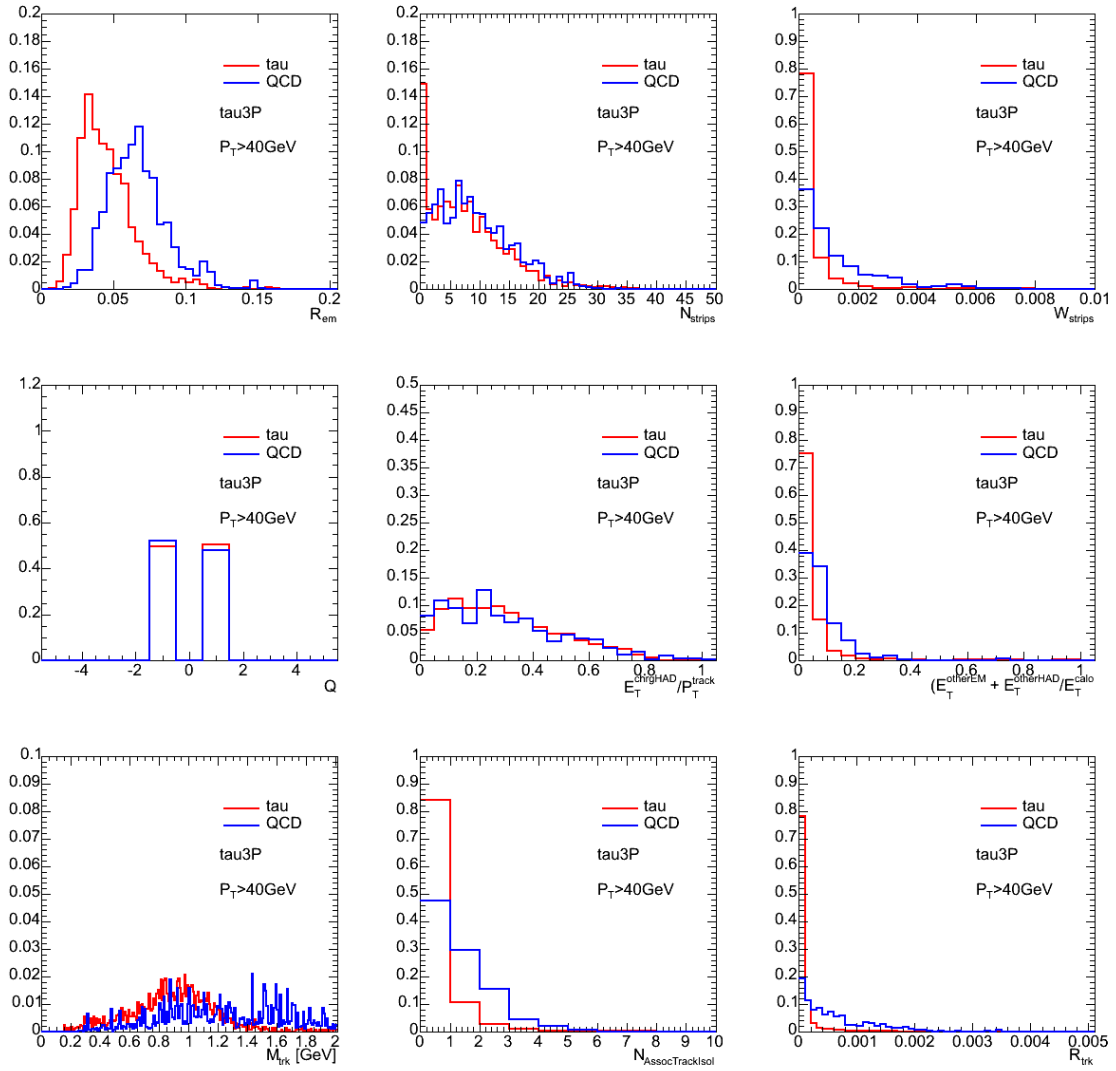 0.2
0.18
0.16
0.14
0.12
0.1
0.08
0.06
0.04
0.02
0
tau
QCD
tau3P
P_T>40GeV
0 0.05 0.1 0.15 0.2
R_em
0.2
0.18
0.16
0.14
0.12
0.1
0.08
0.06
0.04
0.02
0
tau
QCD
tau3P
P_T>40GeV
0 5 10 15 20 25 30 35 40 45 50
N_strips
1
0.9
0.8
0.7
0.6
0.5
0.4
0.3
0.2
0.1
0
tau
QCD
tau3P
P_T>40GeV
0 0.002 0.004 0.006 0.008 0.01
W_strips
1.2
1
0.8
0.6
0.4
0.2
0
tau
QCD
tau3P
P_T>40GeV
-4 -2 0 2 4
Q
0.5
0.45
0.4
0.35
0.3
0.25
0.2
0.15
0.1
0.05
0
tau
QCD
tau3P
P_T>40GeV
0 0.2 0.4 0.6 0.8 1
E_T^chrgHAD/P_T^track
1
0.9
0.8
0.7
0.6
0.5
0.4
0.3
0.2
0.1
0
tau
QCD
tau3P
P_T>40GeV
0 0.2 0.4 0.6 0.8 1
(E_T^otherEM + E_T^otherHAD/E_T^calo
0.1
0.09
0.08
0.07
0.06
0.05
0.04
0.03
0.02
0.01
0
tau
QCD
tau3P
P_T>40GeV
0 0.2 0.4 0.6 0.8 1 1.2 1.4 1.6 1.8 2
M_trk [GeV]
1
0.9
0.8
0.7
0.6
0.5
0.4
0.3
0.2
0.1
0
tau
QCD
tau3P
P_T>40GeV
0 1 2 3 4 5 6 7 8 9 10
N_AssocTrackIsol
1
0.9
0.8
0.7
0.6
0.5
0.4
0.3
0.2
0.1
0
tau
QCD
tau3P
P_T>40GeV
0 0.001 0.002 0.003 0.004 0.005
R_trk